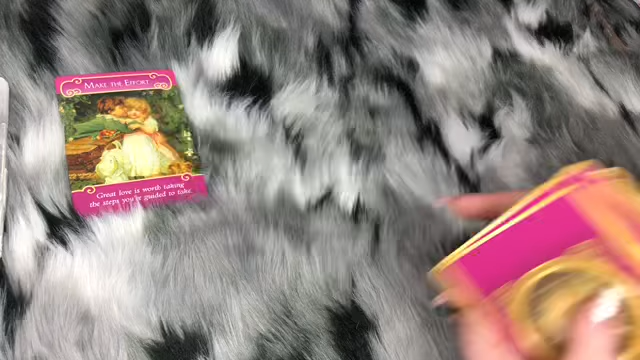 MAKE THE EFFORT
Great love is worth taking
the steps you're guided to take.